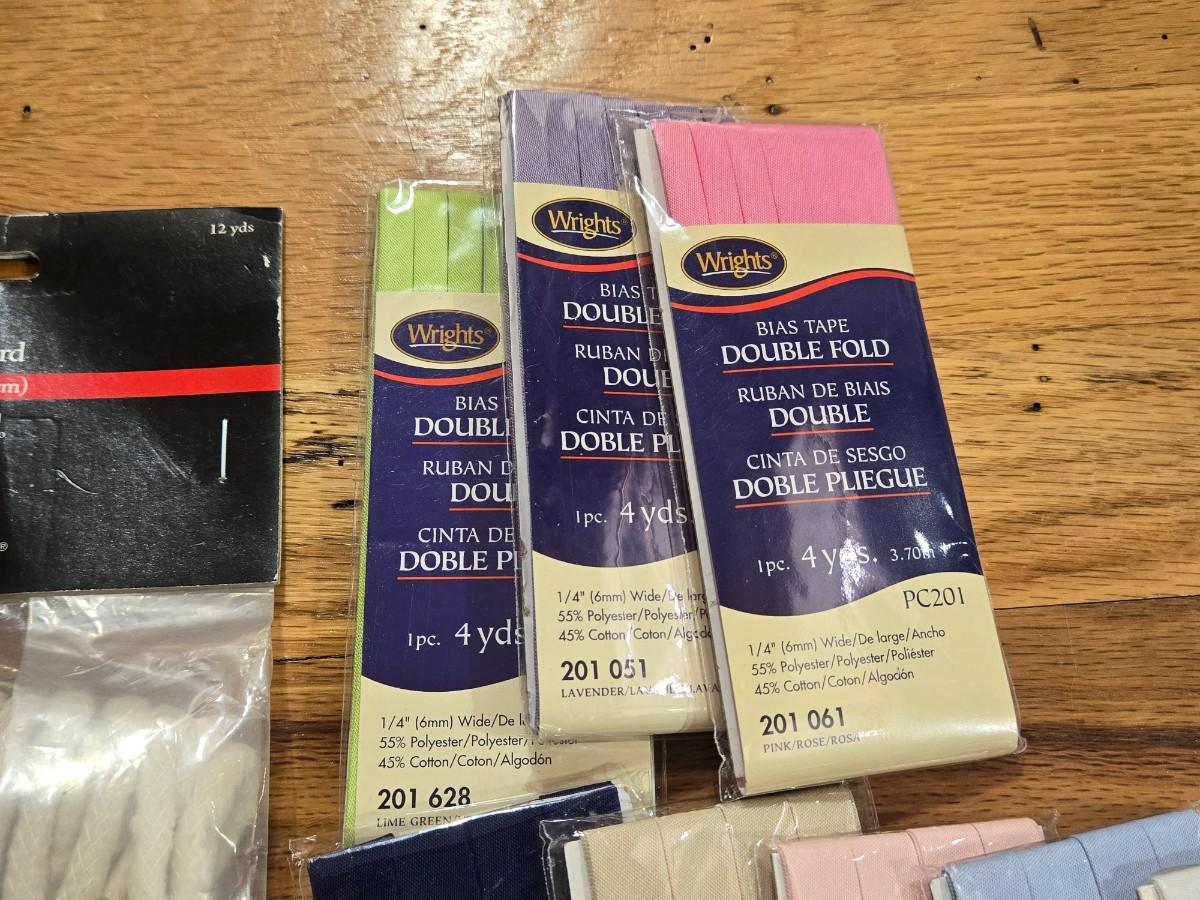 12 yds
rd
m)
Wrights®
BIAS
DOUBL
RUBAN D
DOU
CINTA DE
DOBLE P
1pc. 4 yds
1/4" (6mm) Wide/De l
55% Polyester/Polyester/
45% Cotton/Coton/Algodón
201 628
LIME GREEN/
Wrights®
BIAS T
DOUBLE
RUBAN D
DOUB
CINTA DE
DOBLE PL
1pc. 4 yds.
1/4" (6mm) Wide/De larg
55% Polyester/Polyester/P
45% Cotton/Coton/Algodó
201 051
LAVENDER/
Wrights®
BIAS TAPE
DOUBLE FOLD
RUBAN DE BIAIS
DOUBLE
CINTA DE SESGO
DOBLE PLIEGUE
1pc. 4 yds. 3.70m
PC201
1/4" (6mm) Wide/De large/Ancho
55% Polyester/Polyester/Poliéster
45% Cotton/Coton/Algodón
201 061
PINK/ROSE/ROSA